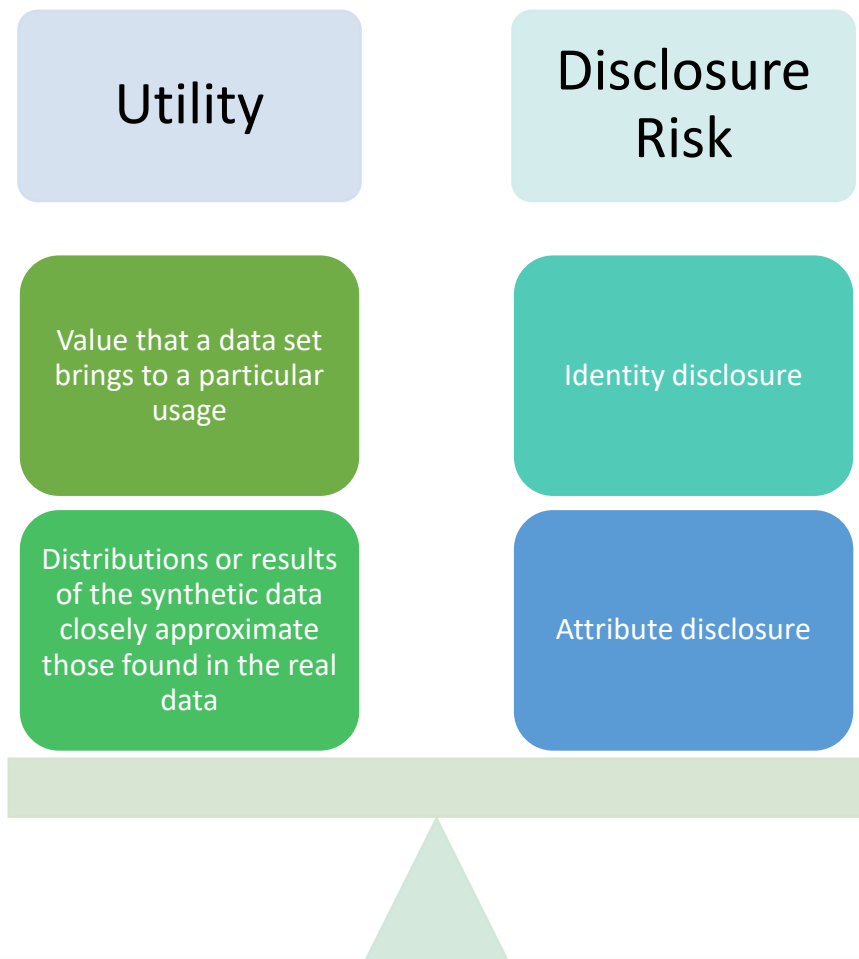 Utility
Disclosure
Risk
Value that a data set
brings to a particular
usage
Identity disclosure
Distributions or results
of the synthetic data
closely approximate
those found in the real
data
Attribute disclosure